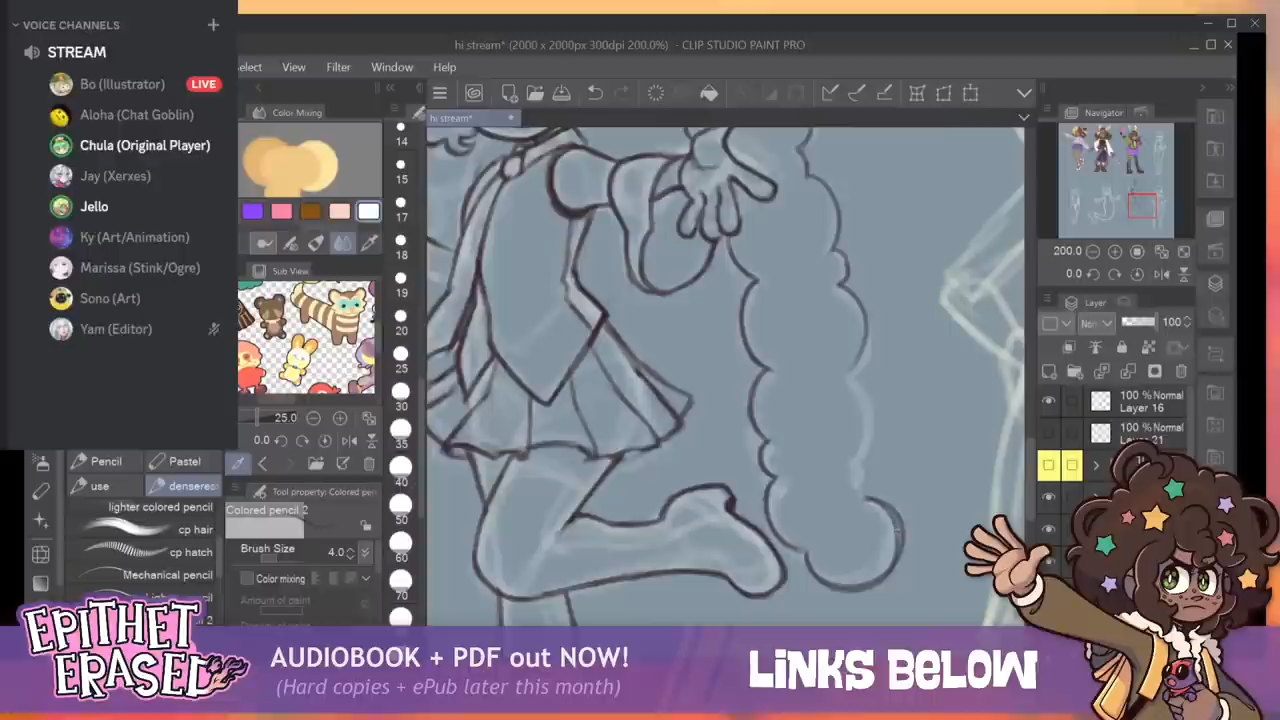 VOICE CHANNELS
STREAM
Bo (Illustrator) LIVE
Aloha (Chat Goblin)
Chula (Original Player)
Jay (Xerxes)
Jello
Ky (Art/Animation)
Marissa (Stink/Ogre)
Sono (Art)
Yam (Editor)
hi stream* (2000 x 2000px 300dpi 200.0%) - CLIP STUDIO PAINT PRO
elect View Filter Window Help
Color Mixing
hi stream*
Navigator
14
15
17
18
19
20
25
30
35
40
50
60
70
Sub View
25.0
0.0
200.0
0.0
Layer
100
100 % Normal
Layer 16
100 % Normal
Layer 21
Pencil Pastel
use denseres
lighter colored pencil
cp hair
cp hatch
Mechanical pencil
Tool property: Colored pen
Colored pencil 2
Brush Size 4.0
Color mixing
Amount of paint
EPITHET
ERASED
AUDIOBOOK + PDF out NOW!
(Hard copies + ePub later this month)
LINKS BELOW